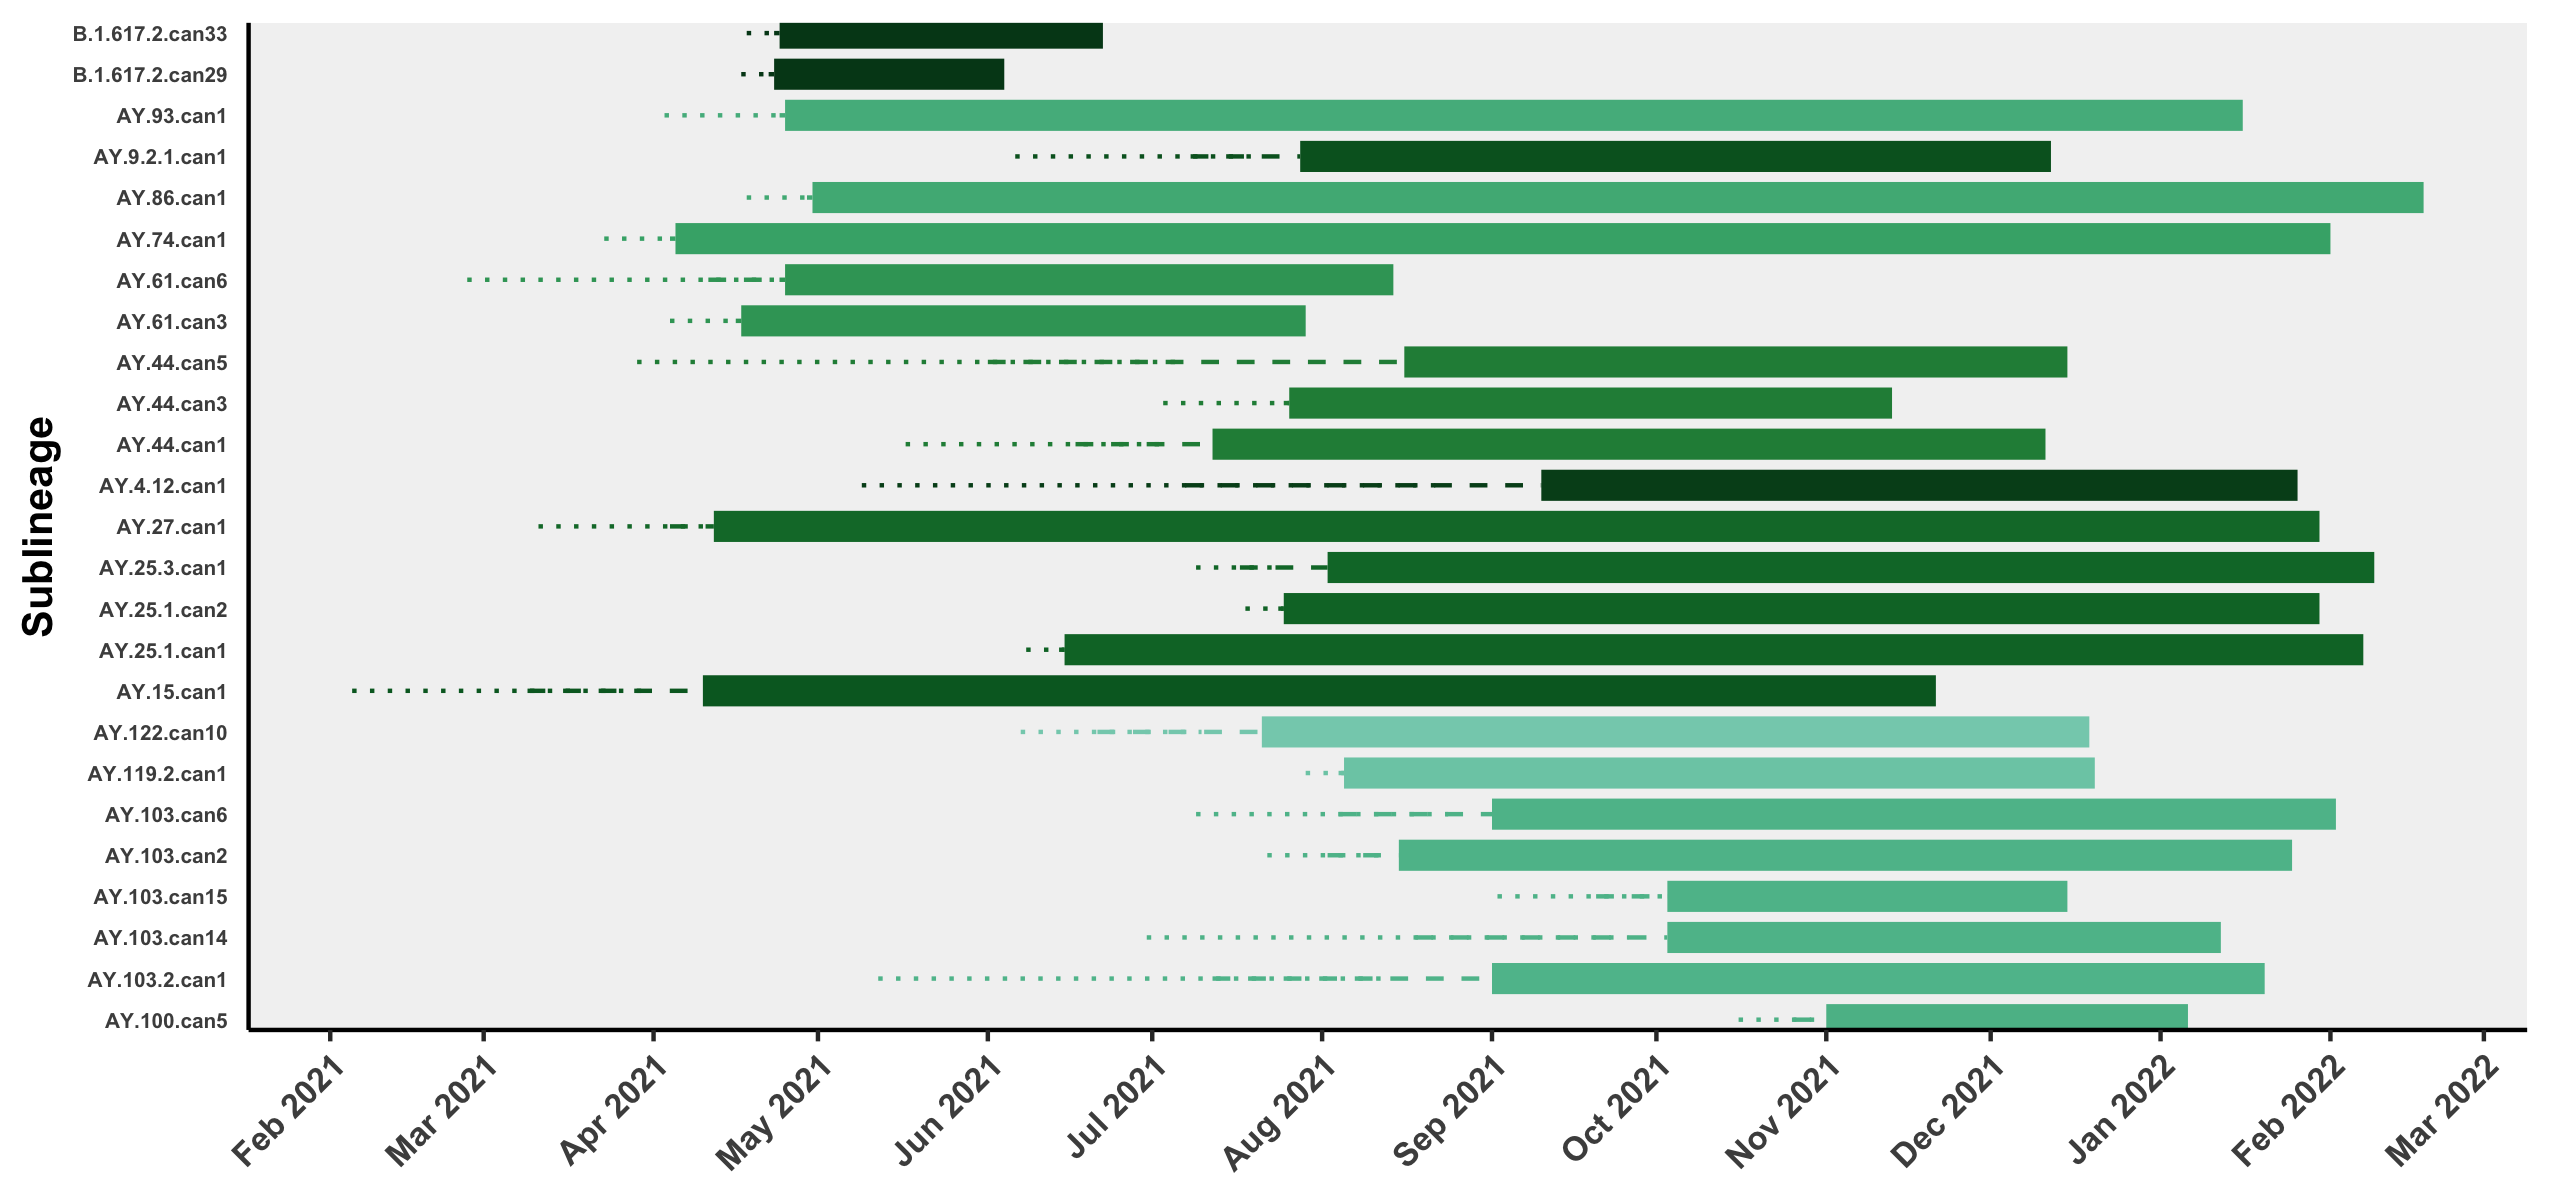 Sublineage
B.1.617.2.can33
B.1.617.2.can29
AY.93.can1
AY.9.2.1.can1
AY.86.can1
AY.74.can1
AY.61.can6
AY.61.can3
AY.44.can5
AY.44.can3
AY.44.can1
AY.4.12.can1
AY.27.can1
AY.25.3.can1
AY.25.1.can2
AY.25.1.can1
AY.15.can1
AY.122.can10
AY.119.2.can1
AY.103.can6
AY.103.can2
AY.103.can15
AY.103.can14
AY.103.2.can1
AY.100.can5
Feb 2021
Mar 2021
Apr 2021
May 2021
Jun 2021
Jul 2021
Aug 2021
Sep 2021
Oct 2021
Nov 2021
Dec 2021
Jan 2022
Feb 2022
Mar 2022